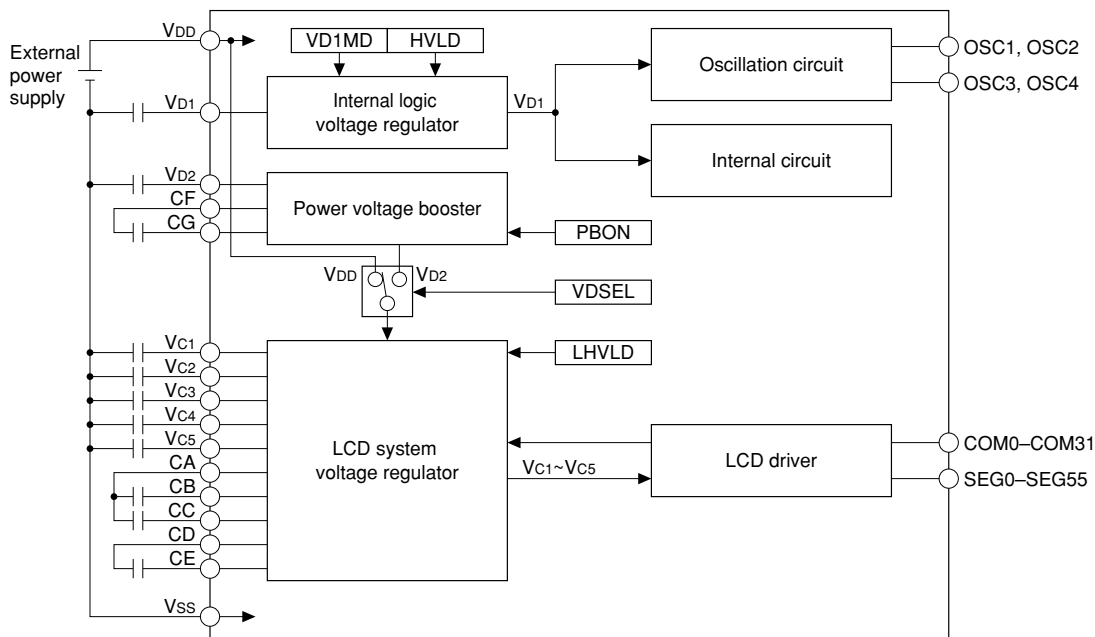 External
power
supply
VDD
VD1
VD2
CF
CG
VC1
VC2
VC3
VC4
VC5
CA
CB
CC
CD
CE
VSS
VD1MD
HVLD
Internal logic
voltage regulator
VD1
Oscillation circuit
OSC1, OSC2
OSC3, OSC4
Internal circuit
Power voltage booster
PBON
VDD
VD2
VDSEL
LHVLD
LCD system
voltage regulator
VC1~VC5
LCD driver
COM0–COM31
SEG0–SEG55